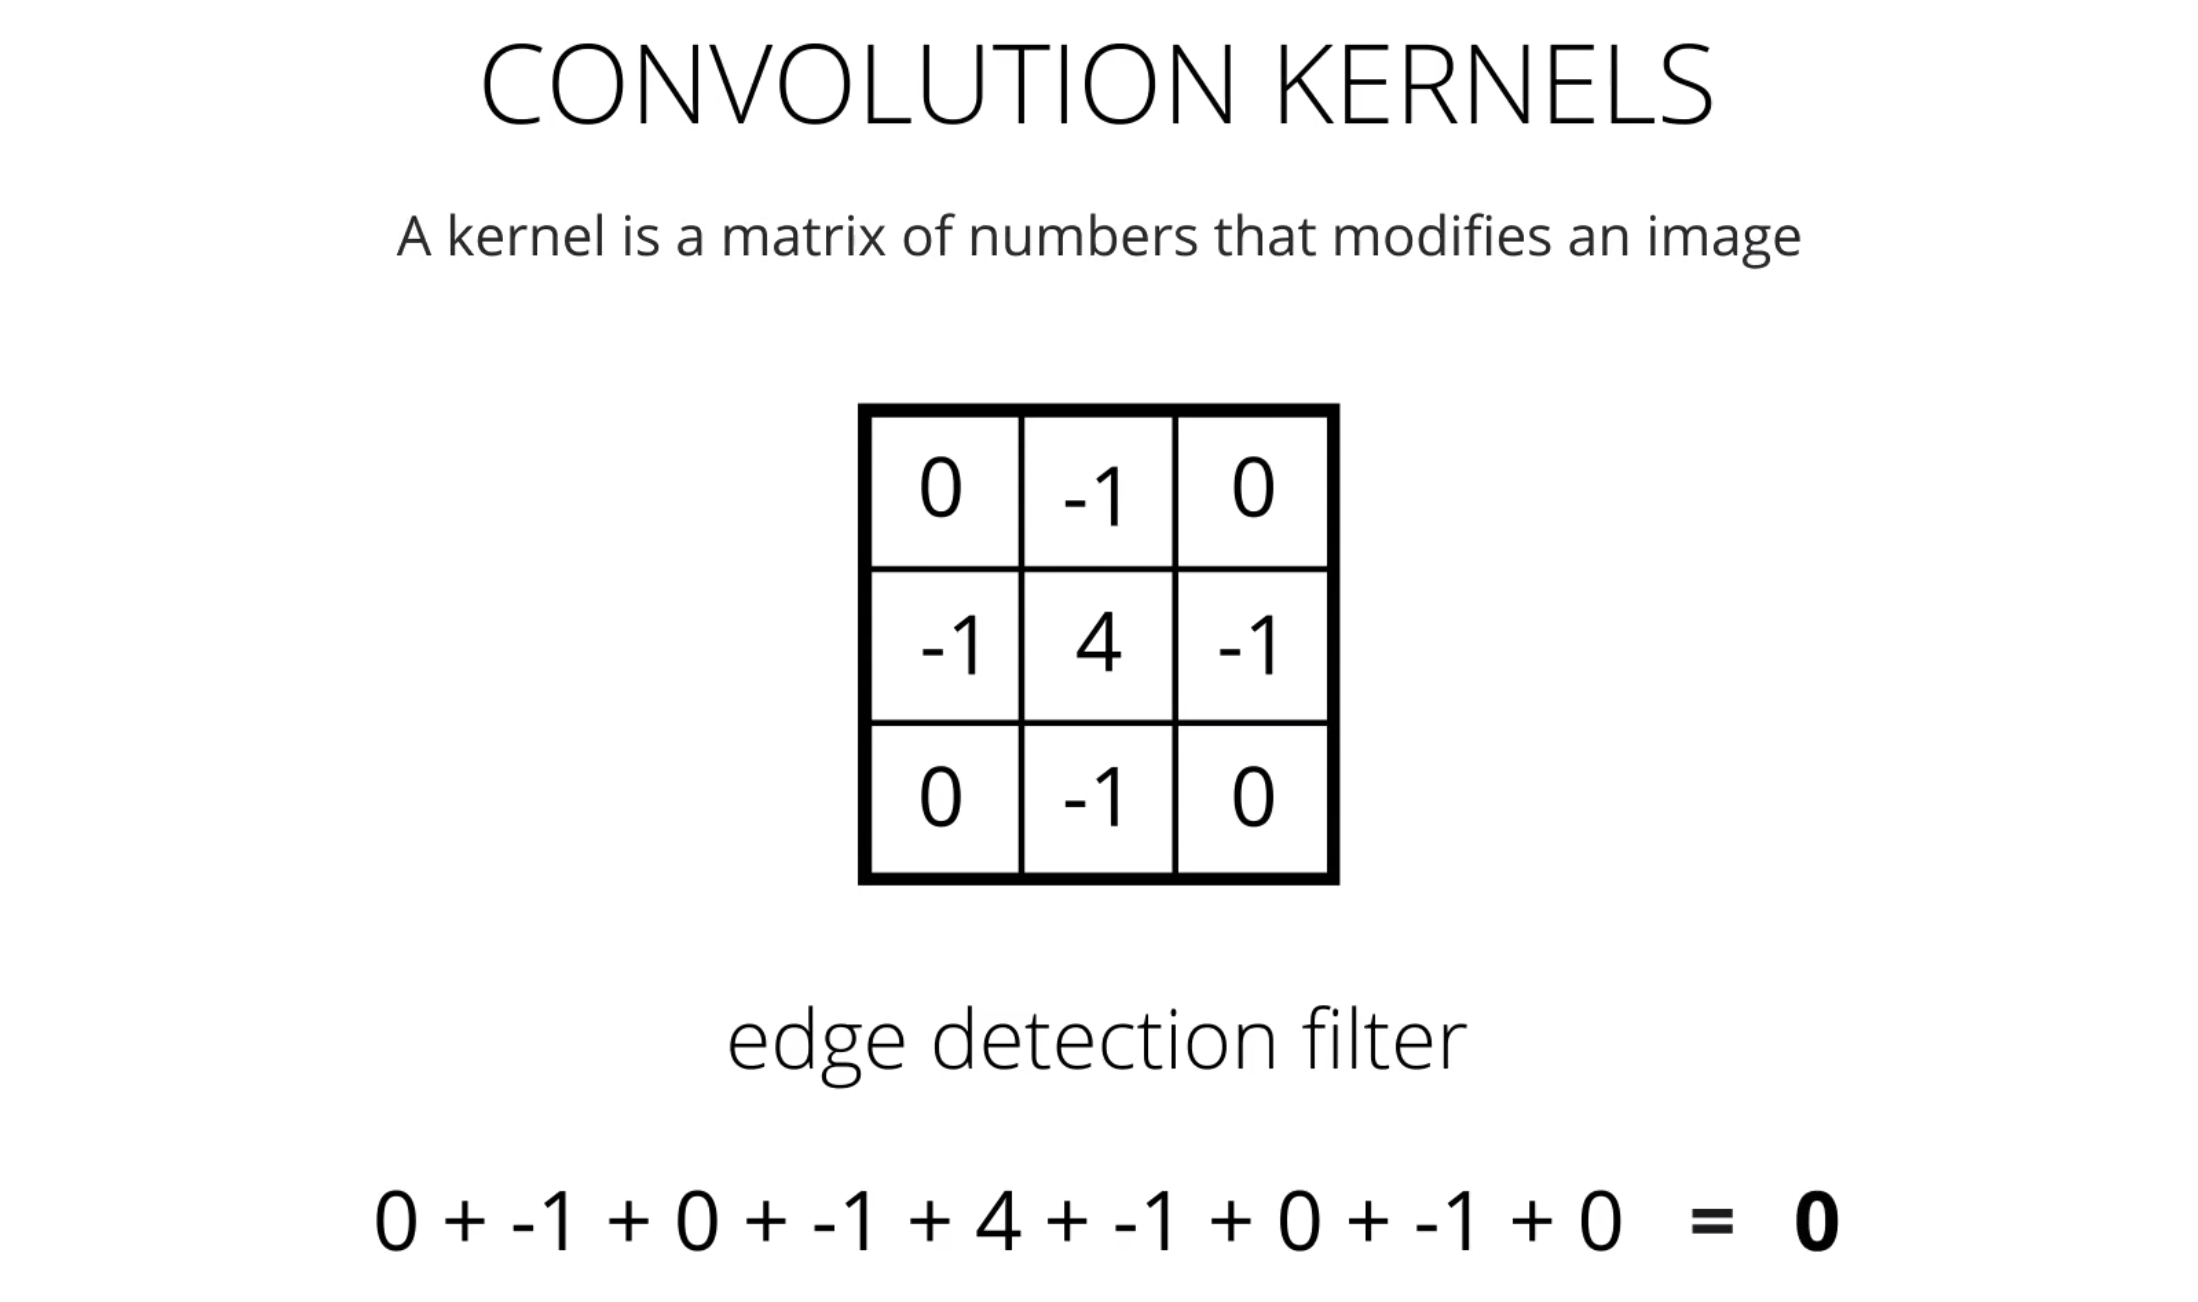 CONVOLUTION KERNELS
A kernel is a matrix of numbers that modifies an image
0 -1 0
-1 4 -1
0 -1 0
edge detection filter
0 + -1 + 0 + -1 + 4 + -1 + 0 + -1 + 0 = 0